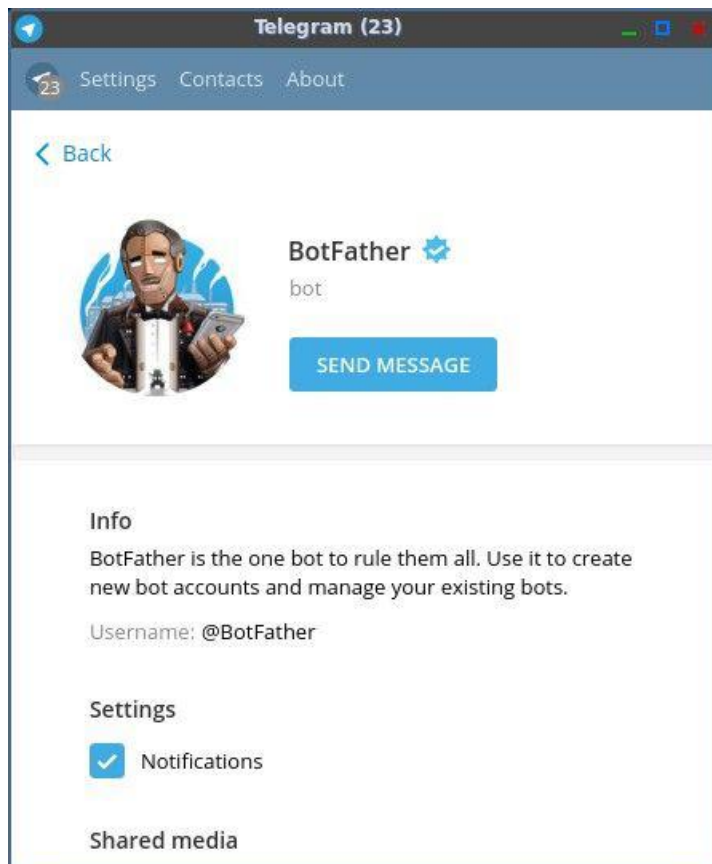 Telegram (23)
23 Settings Contacts About
Back
BotFather
bot
SEND MESSAGE
Info
BotFather is the one bot to rule them all. Use it to create
new bot accounts and manage your existing bots.
Username: @BotFather
Settings
Notifications
Shared media